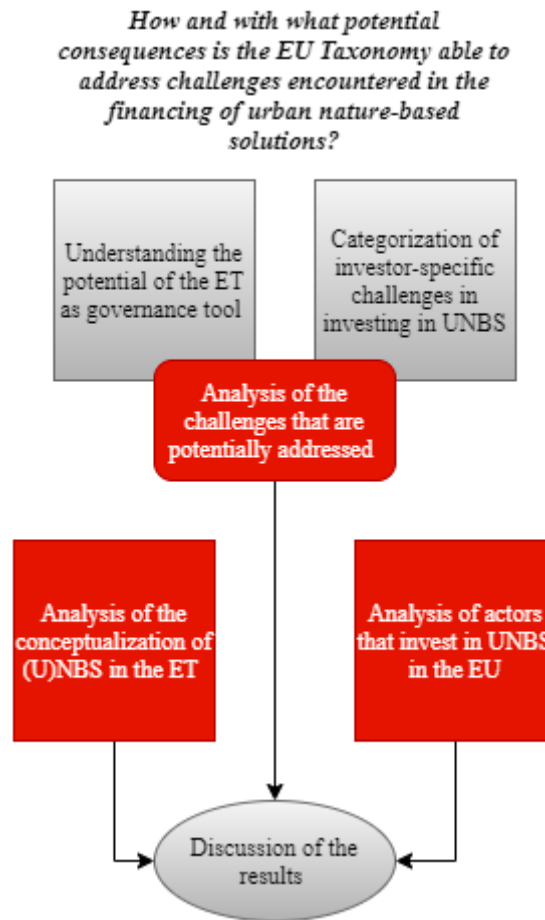 How and with what potential
consequences is the EU Taxonomy able to
address challenges encountered in the
financing of urban nature-based
solutions?
Understanding the
potential of the ET
as governance tool
Categorization of
investor-specific
challenges in
investing in UNBS
Analysis of the
challenges that are
potentially addressed
Analysis of the
conceptualization of
(U)NBS in the ET
Analysis of actors
that invest in UNBS
in the EU
Discussion of the
results